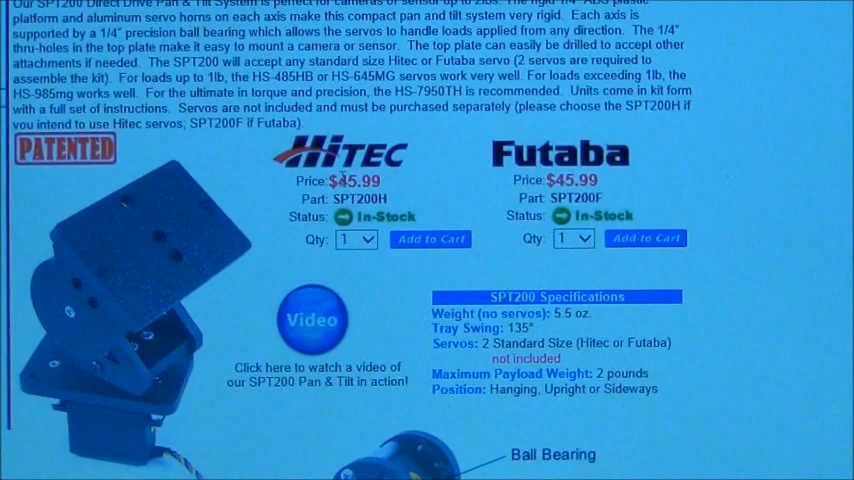 Our SPT200 Direct Drive Pan & Tilt System is perfect for cameras or sensor up to 2lbs. The rigid 1/4" ABS plastic
platform and aluminum servo horns on each axis make this compact pan and tilt system very rigid. Each axis is
supported by a 1/4" precision ball bearing which allows the servos to handle loads applied from any direction. The 1/4"
thru-holes in the top plate make it easy to mount a camera or sensor. The top plate can easily be drilled to accept other
attachments if needed. The SPT200 will accept any standard size Hitec or Futaba servo (2 servos are required to
assemble the kit). For loads up to 1lb, the HS-485HB or HS-645MG servos work very well. For loads exceeding 1lb, the
HS-985mg works well. For the ultimate in torque and precision, the HS-7950TH is recommended. Units come in kit form
with a full set of instructions. Servos are not included and must be purchased separately (please choose the SPT200H if
you intend to use Hitec servos; SPT200F if Futaba).
PATENTED
HiTEC
Futaba
Price: $45.99
Price: $45.99
Part: SPT200H
Part: SPT200F
Status: In-Stock
Status: In-Stock
Qty: 1 Add to Cart
Qty: 1 Add to Cart
Video
Click here to watch a video of
our SPT200 Pan & Tilt in action!
SPT200 Specifications
Weight (no servos): 5.5 oz.
Tray Swing: 135°
Servos: 2 Standard Size (Hitec or Futaba)
not included
Maximum Payload Weight: 2 pounds
Position: Hanging, Upright or Sideways
Ball Bearing